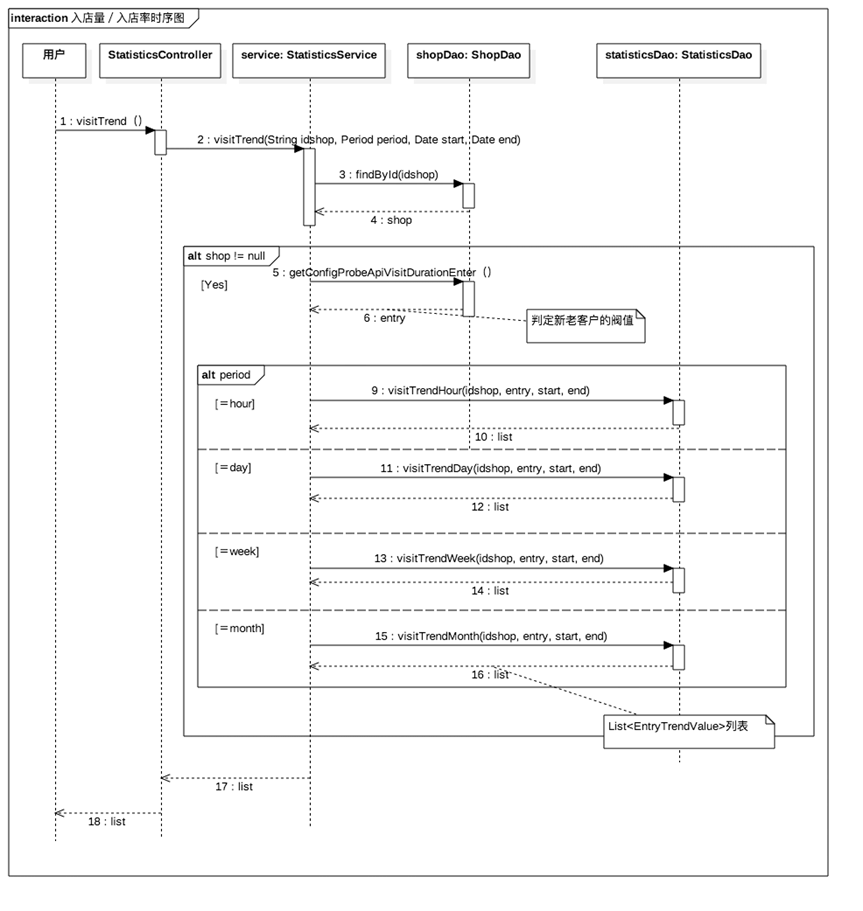 interaction 入店量 / 入店率时序图
用户
StatisticsController
service: StatisticsService
shopDao: ShopDao
statisticsDao: StatisticsDao
1 : visitTrend（）
2 : visitTrend(String idshop, Period period, Date start, Date end)
3 : findById(idshop)
4 : shop
alt shop != null
5 : getConfigProbeApiVisitDurationEnter（）
[Yes]
6 : entry
判定新老客户的阀值
alt period
9 : visitTrendHour(idshop, entry, start, end)
[＝hour]
10 : list
[＝day]
11 : visitTrendDay(idshop, entry, start, end)
12 : list
[＝week]
13 : visitTrendWeek(idshop, entry, start, end)
14 : list
[＝month]
15 : visitTrendMonth(idshop, entry, start, end)
16 : list
List<EntryTrendValue>列表
17 : list
18 : list